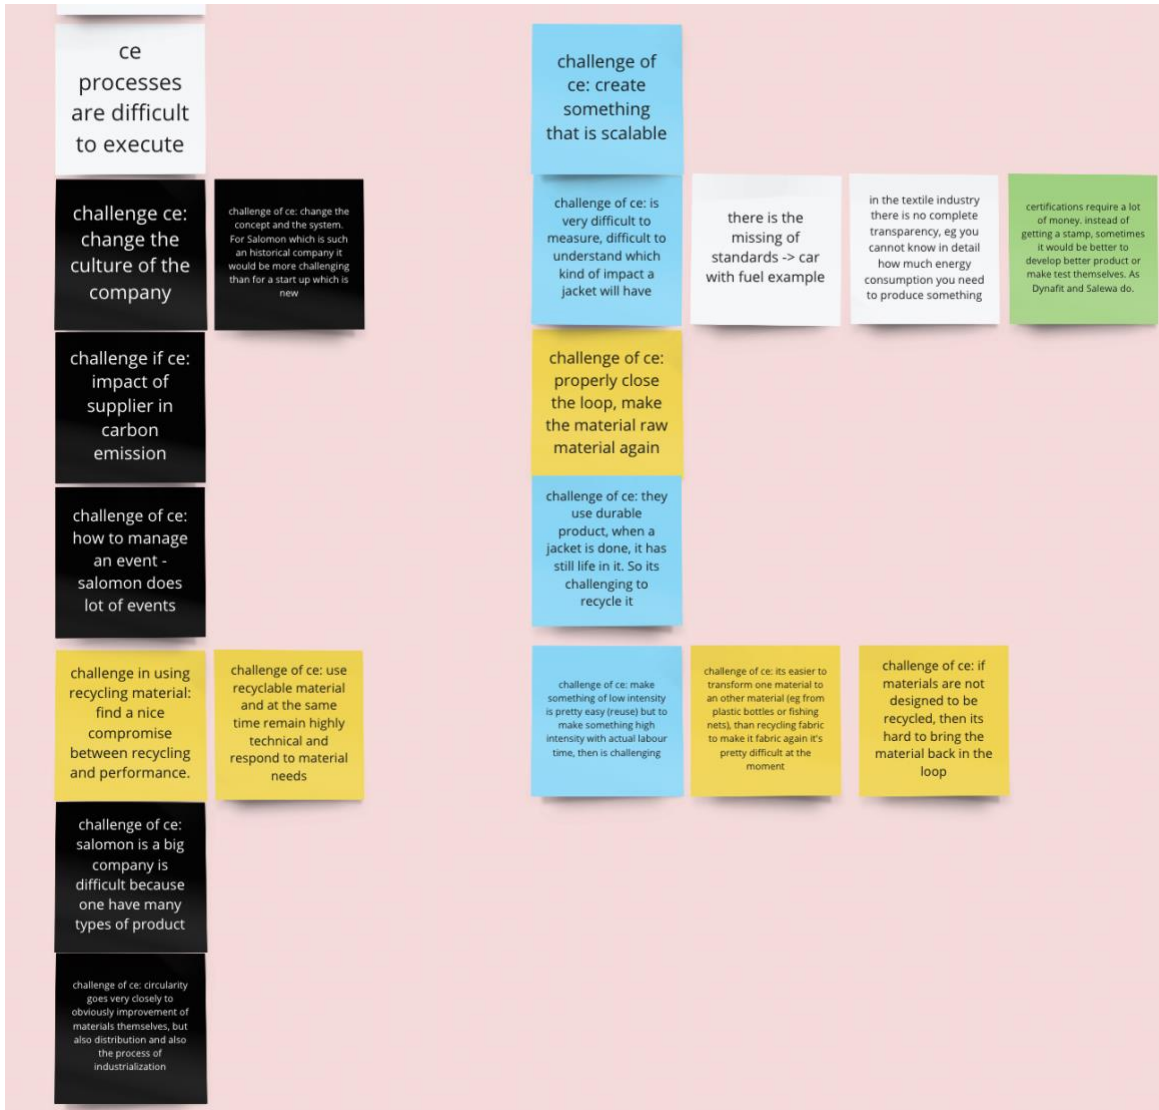 ce
processes
are difficult
to execute
challenge ce:
change the
culture of the
company
challenge of ce: change the
concept and the system.
For Salomon which is such
an historical company it
would be more challenging
than for a start up which is
new
challenge if ce:
impact of
supplier in
carbon
emission
challenge of ce:
how to manage
an event -
salomon does
lot of events
challenge in using
recycling material:
find a nice
compromise
between recycling
and performance.
challenge of ce: use
recyclable material
and at the same
time remain highly
technical and
respond to material
needs
challenge of ce:
salomon is a big
company is
difficult because
one have many
types of product
challenge of ce: circularity
goes very closely to
obviously improvement of
materials themselves, but
also distribution and also
the process of
industrialization
challenge of
ce: create
something
that is scalable
challenge of ce: is
very difficult to
measure, difficult to
understand which
kind of impact a
jacket will have
there is the
missing of
standards -> car
with fuel example
in the textile industry
there is no complete
transparency, eg you
cannot know in detail
how much energy
consumption you need
to produce something
certifications require a lot
of money. instead of
getting a stamp, sometimes
it would be better to
develop better product or
make test themselves. As
Dynafit and Salewa do.
challenge of ce:
properly close
the loop, make
the material raw
material again
challenge of ce: they
use durable
product, when a
jacket is done, it has
still life in it. So its
challenging to
recycle it
challenge of ce: make
something of low intensity
is pretty easy (reuse) but to
make something high
intensity with actual labour
time, then is challenging
challenge of ce: its easier to
transform one material to
an other material (eg from
plastic bottles or fishing
nets), than recycling fabric
to make it fabric again it's
pretty difficult at the
moment
challenge of ce: if
materials are not
designed to be
recycled, then its
hard to bring the
material back in the
loop